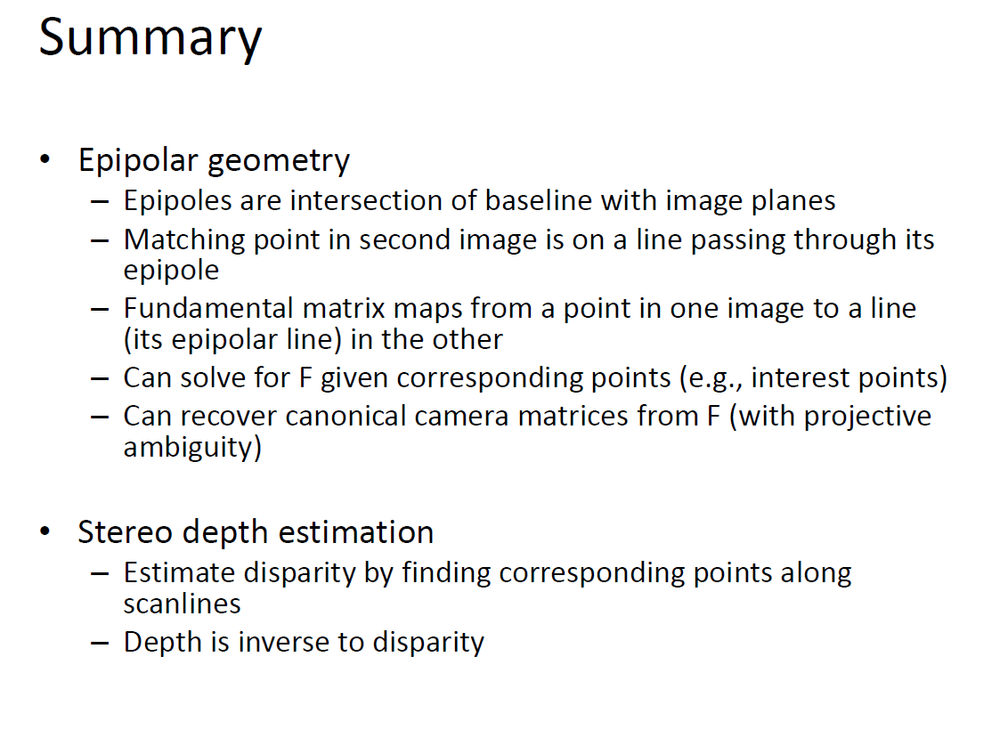 Summary
• Epipolar geometry
– Epipoles are intersection of baseline with image planes
– Matching point in second image is on a line passing through its
epipole
– Fundamental matrix maps from a point in one image to a line
(its epipolar line) in the other
– Can solve for F given corresponding points (e.g., interest points)
– Can recover canonical camera matrices from F (with projective
ambiguity)
• Stereo depth estimation
– Estimate disparity by finding corresponding points along
scanlines
– Depth is inverse to disparity